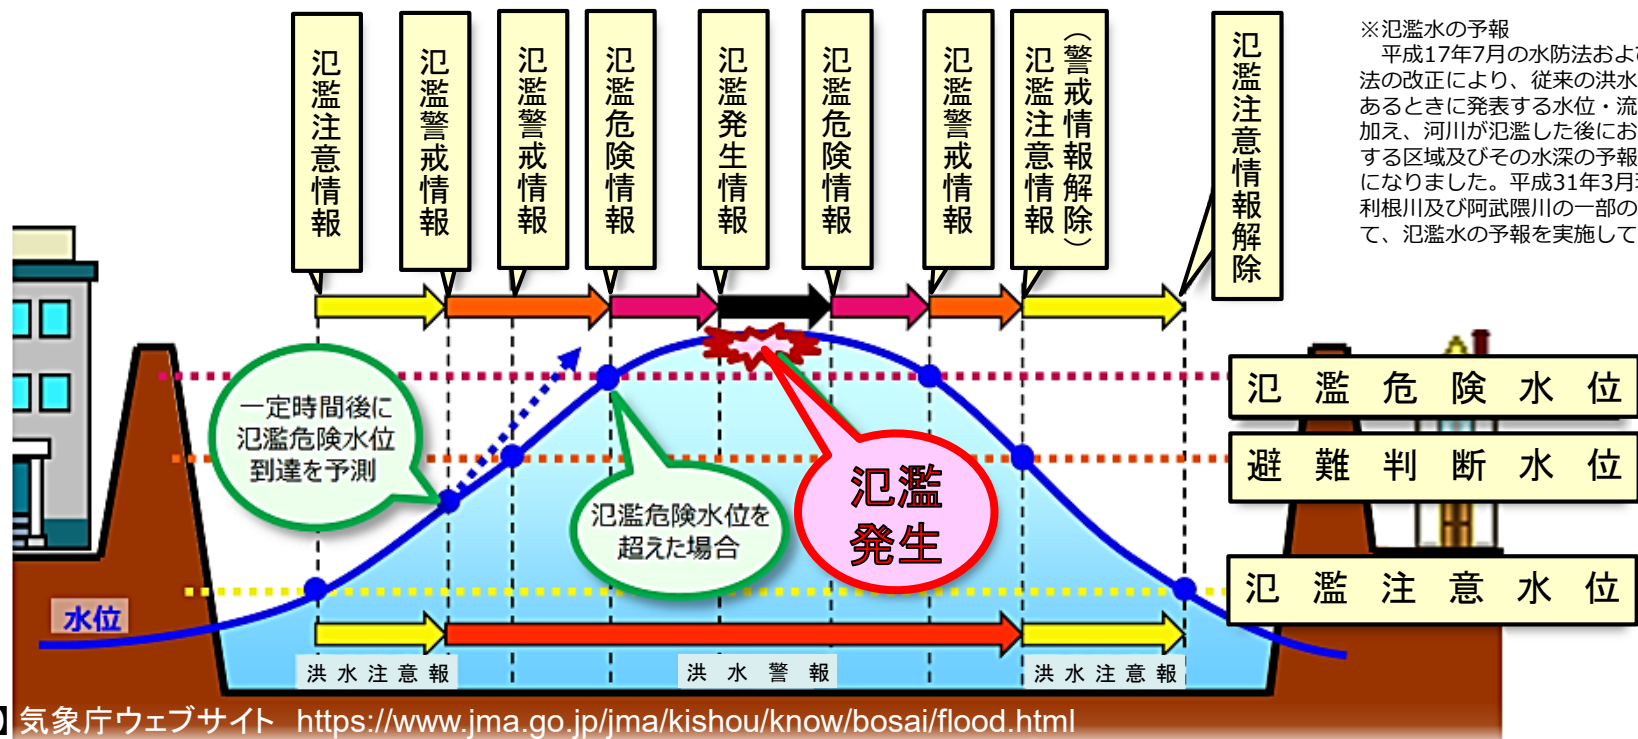 氾濫注意情報
氾濫警戒情報
氾濫警戒情報
氾濫危険情報
氾濫発生情報
氾濫危険情報
氾濫警戒情報
氾濫注意情報
（警戒情報解除）
氾濫注意情報解除
※氾濫水の予報
平成17年7月の水防法およ
法の改正により、従来の洪水
あるときに発表する水位・流
加え、河川が氾濫した後にお
する区域及びその水深の予報
になりました。平成31年3月
利根川及び阿武隈川の一部の
て、氾濫水の予報を実施して
一定時間後に
氾濫危険水位
到達を予測
氾濫危険水位を
超えた場合
氾濫
発生
氾濫危険水位
避難判断水位
氾濫注意水位
水位
洪水注意報
洪水警報
洪水注意報
】気象庁ウェブサイト https://www.jma.go.jp/jma/kishou/know/bosai/flood.html